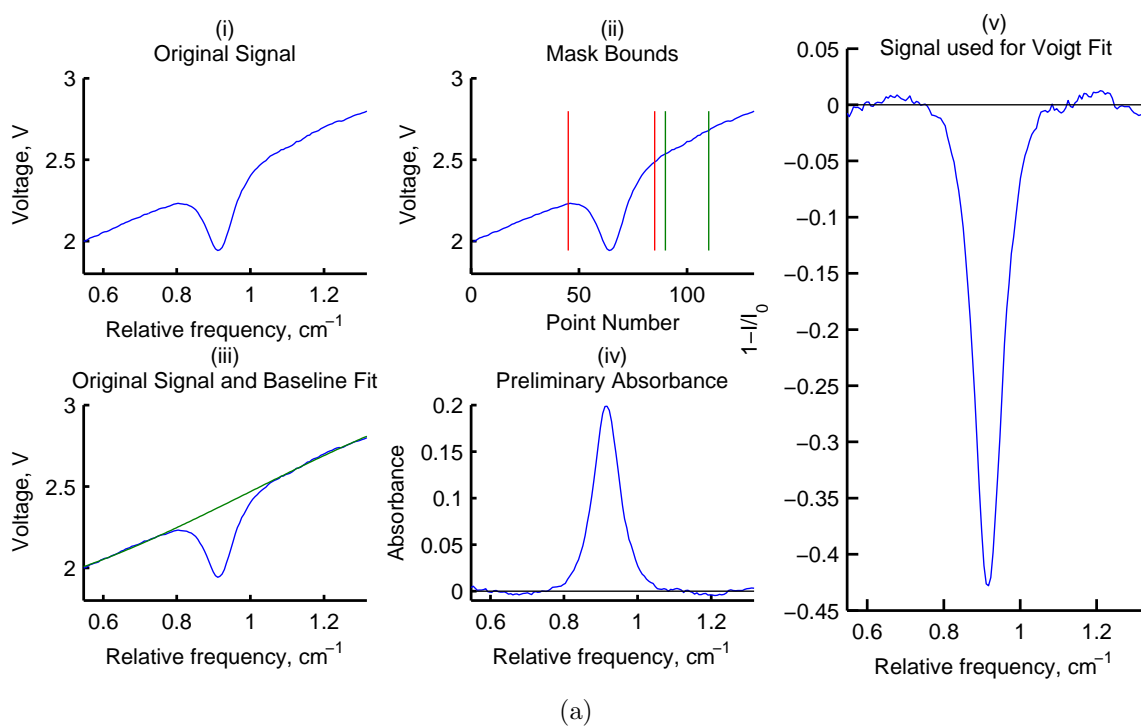 (i)
Original Signal
3
2.5
2
Voltage, V
0.6 0.8 1 1.2
Relative frequency, cm⁻¹
(ii)
Mask Bounds
3
2.5
2
Voltage, V
0 50 100
Point Number
(iii)
Original Signal and Baseline Fit
3
2.5
2
Voltage, V
0.6 0.8 1 1.2
Relative frequency, cm⁻¹
(iv)
Preliminary Absorbance
0.2
0.15
0.1
0.05
0
Absorbance
0.6 0.8 1 1.2
Relative frequency, cm⁻¹
(v)
Signal used for Voigt Fit
0.05
0
−0.05
−0.1
−0.15
−0.2
−0.25
−0.3
−0.35
−0.4
−0.45
1−I/I₀
0.6 0.8 1 1.2
Relative frequency, cm⁻¹
(a)